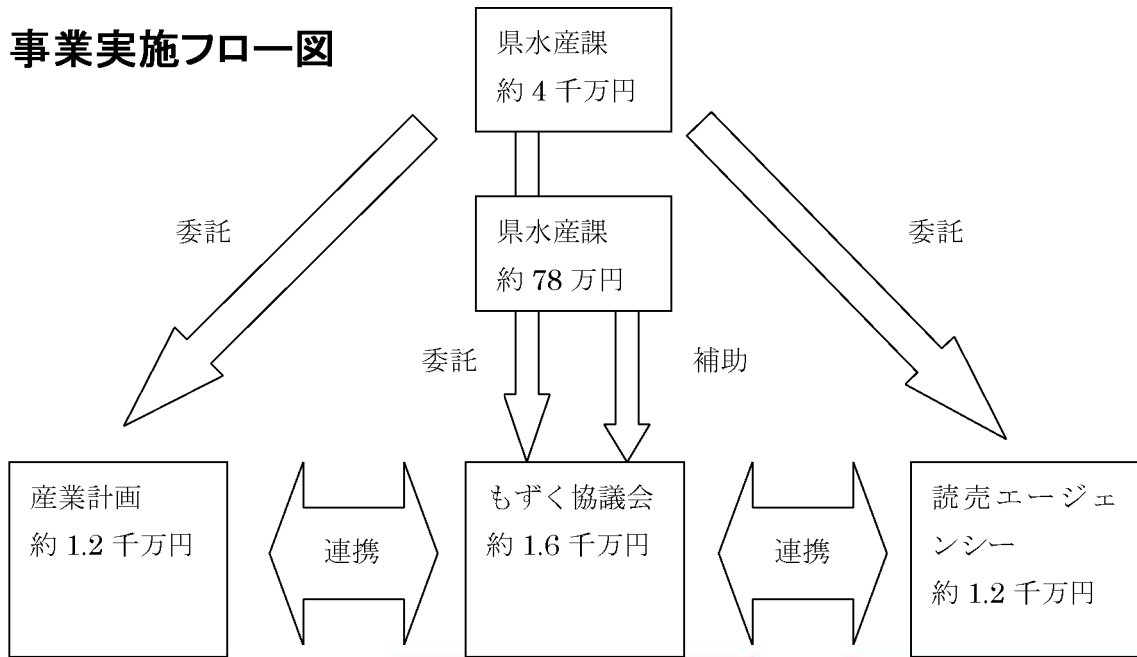 事業実施フロー図
県水産課
約 4 千万円
県水産課
約 78 万円
委託
委託
委託
補助
産業計画
約 1.2 千万円
連携
もずく協議会
約 1.6 千万円
連携
読売エージェ
ンシー
約 1.2 千万円